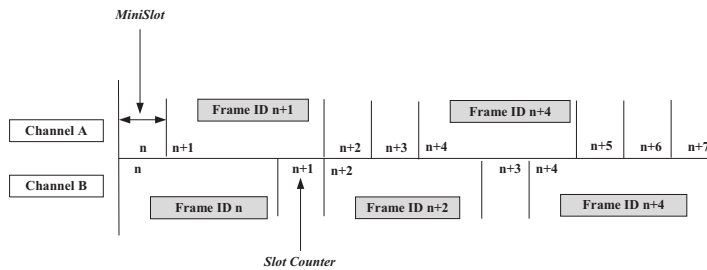 MiniSlot
Frame ID n+1
Frame ID n+4
Channel A
n
n+1
n+2
n+3
n+4
n+5
n+6
n+7
Channel B
n
n+1
n+2
n+3
n+4
Frame ID n
Frame ID n+2
Frame ID n+4
Slot Counter